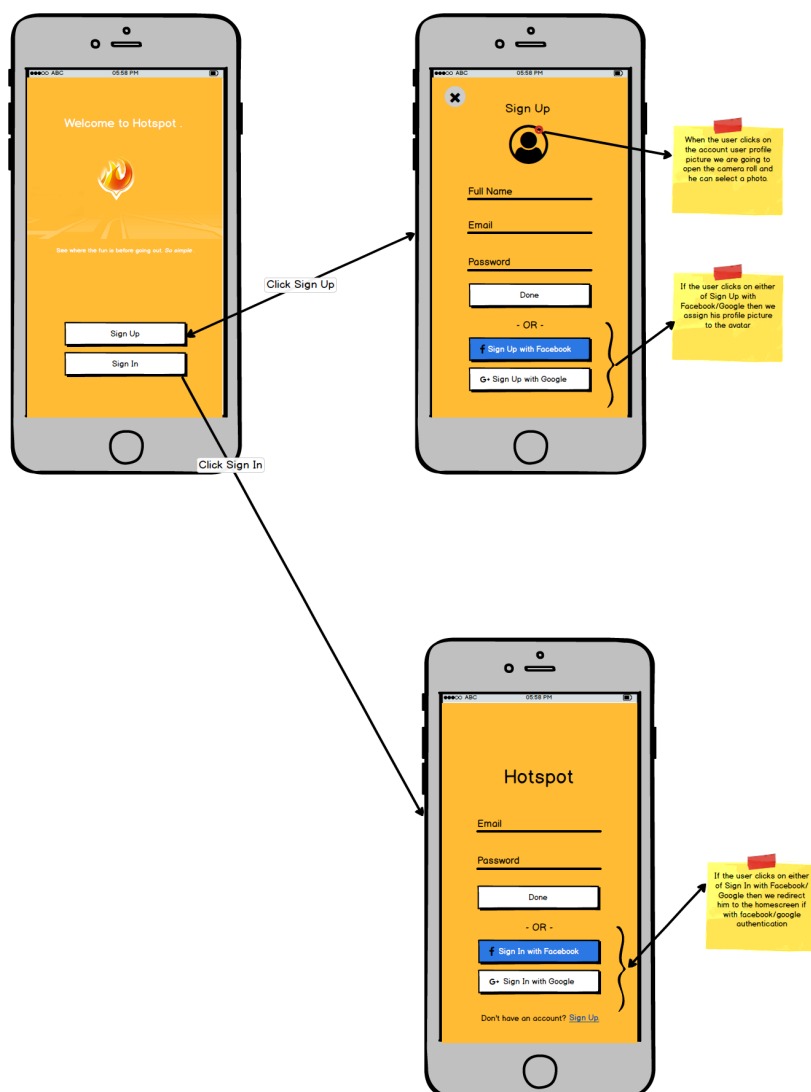 ABC 05:58 PM
Welcome to Hotspot .
See where the fun is before going out. So simple.
Sign Up
Sign In
Click Sign Up
Click Sign In
ABC 05:58 PM
Sign Up
Full Name
Email
Password
Done
- OR -
f Sign Up with Facebook
G+ Sign Up with Google
When the user clicks on
the account user profile
picture we are going to
open the camera roll and
he can select a photo.
If the user clicks on either
of Sign Up with
Facebook/Google then we
assign his profile picture
to the avatar
ABC 05:58 PM
Hotspot
Email
Password
Done
- OR -
f Sign In with Facebook
G+ Sign In with Google
Don't have an account? Sign Up
If the user clicks on either
of Sign In with Facebook/
Google then we redirect
him to the homescreen if
with facebook/google
authentication